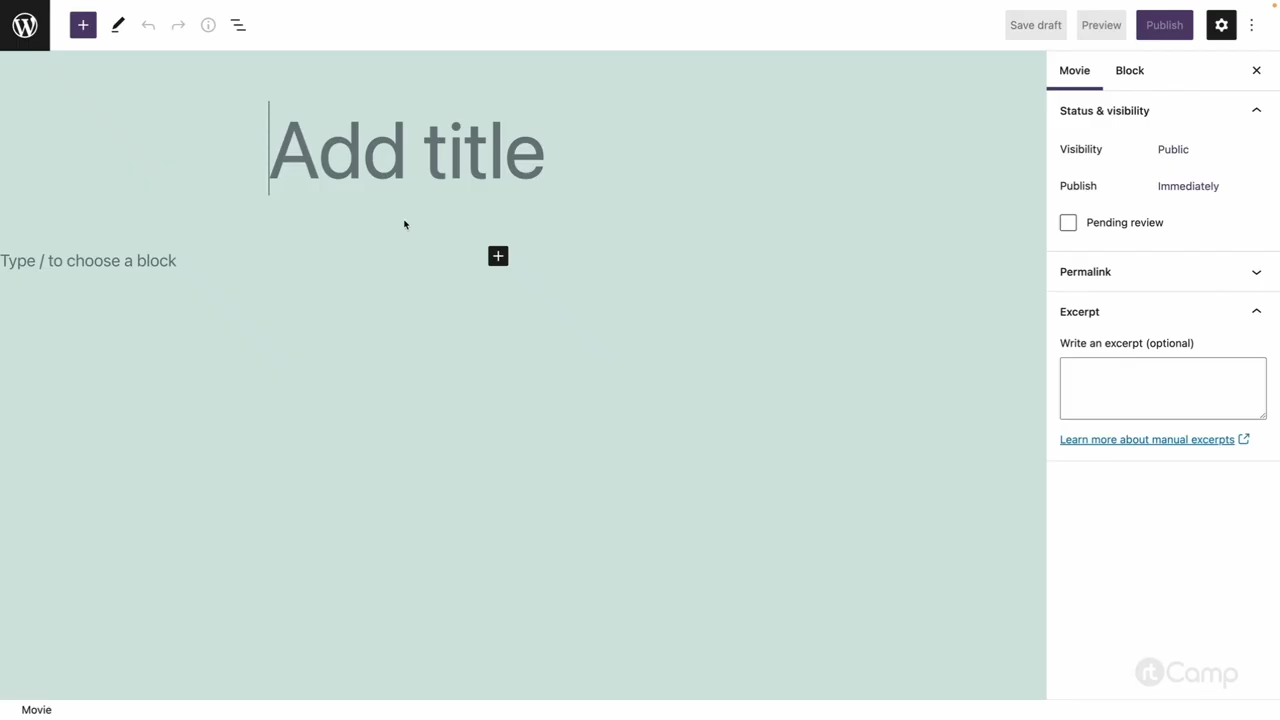 Save draft
Preview
Publish
Movie
Block
Status & visibility
Add title
Visibility
Public
Publish
Immediately
Pending review
Type / to choose a block
Permalink
Excerpt
Write an excerpt (optional)
Learn more about manual excerpts
rtCamp
Movie